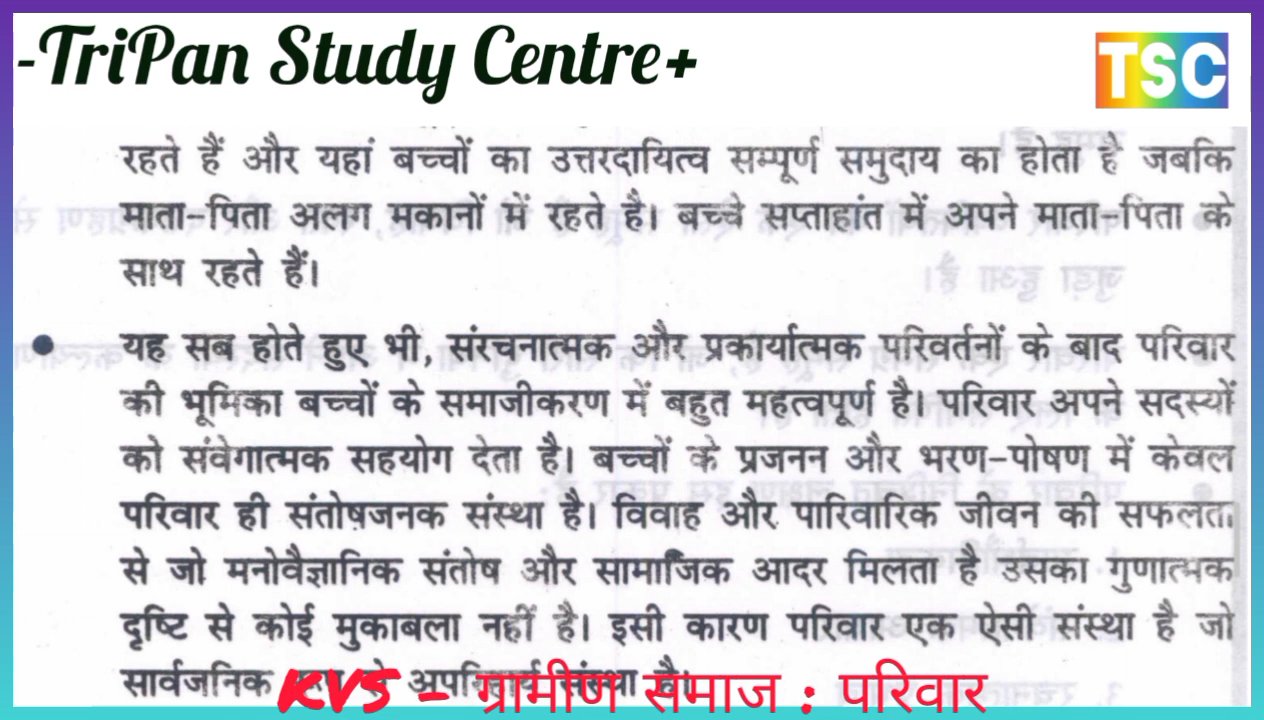 -TriPan Study Centre+
TSC
रहते हैं और यहां बच्चों का उत्तरदायित्व सम्पूर्ण समुदाय का होता है जबकि
माता-पिता अलग मकानों में रहते है। बच्चे सप्ताहांत में अपने माता-पिता के
साथ रहते हैं।
• यह सब होते हुए भी, संरचनात्मक और प्रकार्यात्मक परिवर्तनों के बाद परिवार
की भूमिका बच्चों के समाजीकरण में बहुत महत्वपूर्ण है। परिवार अपने सदस्यों
को संवेगात्मक सहयोग देता है। बच्चों के प्रजनन और भरण-पोषण में केवल
परिवार ही संतोषजनक संस्था है। विवाह और पारिवारिक जीवन की सफलता
से जो मनोवैज्ञानिक संतोष और सामाजिक आदर मिलता है उसका गुणात्मक
दृष्टि से कोई मुकाबला नहीं है। इसी कारण परिवार एक ऐसी संस्था है जो
सार्वजनिक से अपरिहार्य संस्था है।
KVS - ग्रामीण समाज : परिवार